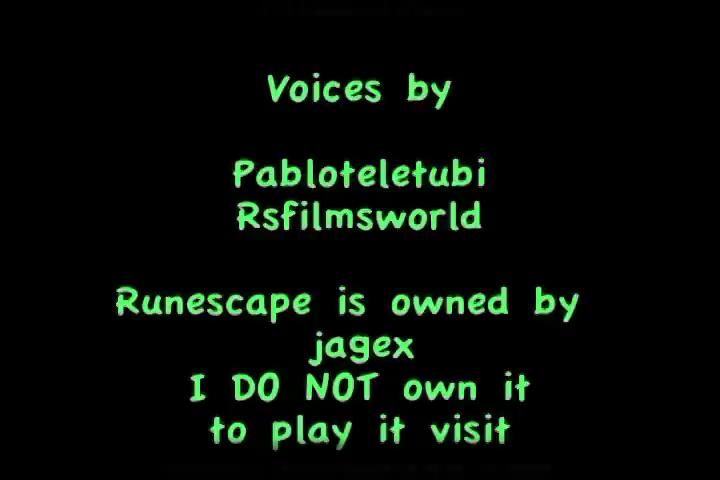 Voices by
Pabloteletubi
Rsfilmsworld
Runescape is owned by
jagex
I DO NOT own it
to play it visit